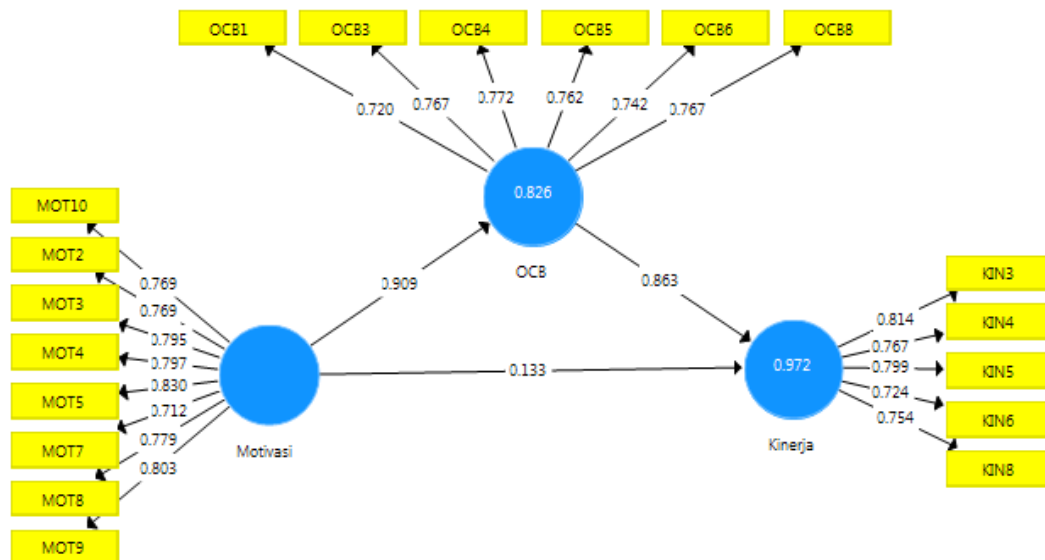 OCB1
OCB3
OCB4
OCB5
OCB6
OCB8
0.720
0.767
0.772
0.762
0.742
0.767
0.826
OCB
MOT10
MOT2
MOT3
MOT4
MOT5
MOT7
MOT8
MOT9
0.769
0.769
0.795
0.797
0.830
0.712
0.779
0.803
Motivasi
0.909
0.863
0.133
0.972
Kinerja
0.814
0.767
0.799
0.724
0.754
KIN3
KIN4
KIN5
KIN6
KIN8